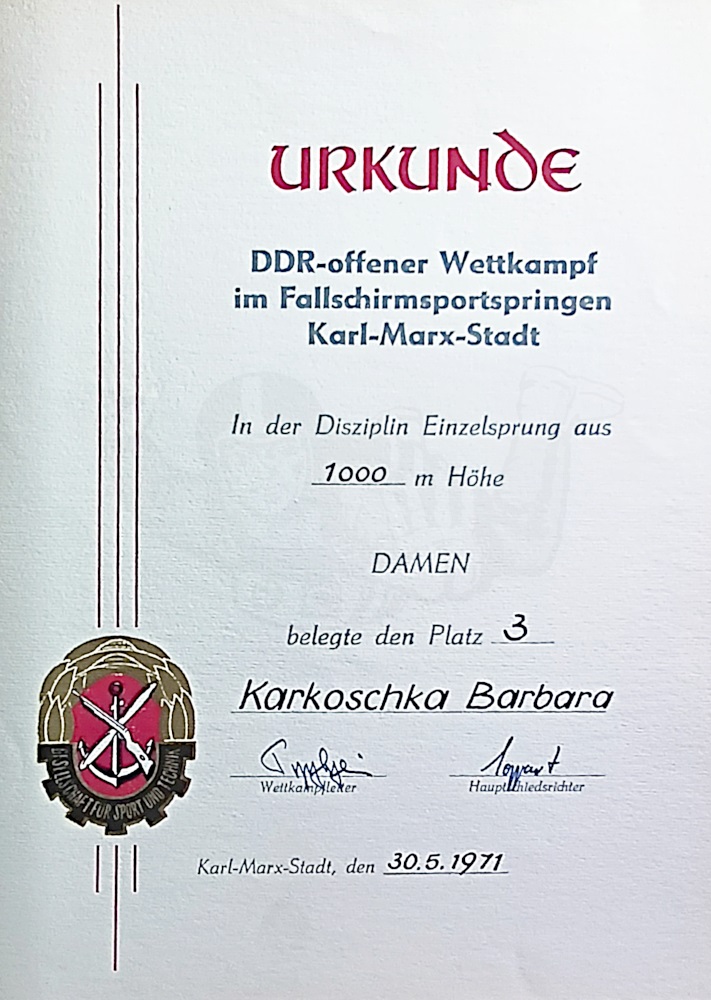 URKUNDE
DDR-offener Wettkampf
im Fallschirmsportspringen
Karl-Marx-Stadt
In der Disziplin Einzelsprung aus
1000 m Höhe
DAMEN
belegte den Platz 3
Karkoschka Barbara
Wettkampfleiter Hauptschiedsrichter
GESELLSCHAFT FÜR SPORT UND TECHNIK
Karl-Marx-Stadt, den 30.5.1971